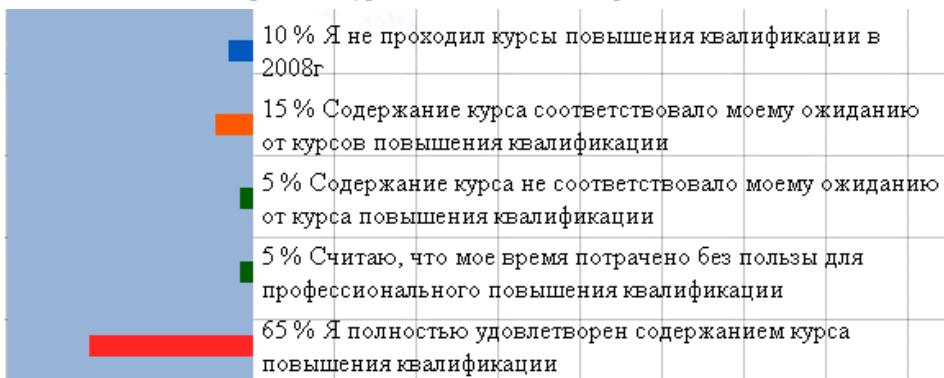 10 % Я не проходил курсы повышения квалификации в
2008г
15 % Содержание курса соответствовало моему ожиданию
от курсов повышения квалификации
5 % Содержание курса не соответствовало моему ожиданию
от курса повышения квалификации
5 % Считаю, что мое время потрачено без пользы для
профессионального повышения квалификации
65 % Я полностью удовлетворен содержанием курса
повышения квалификации